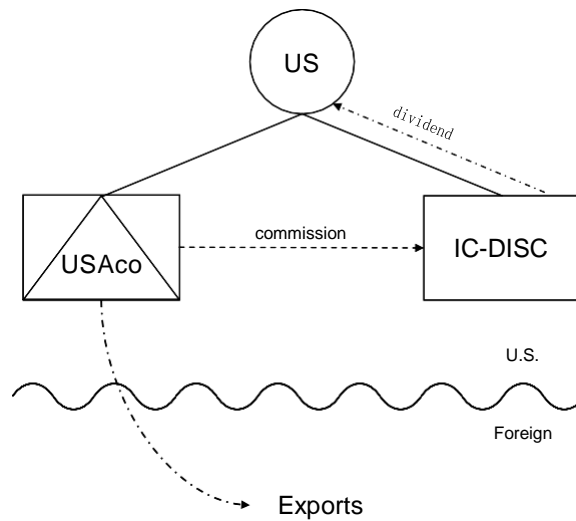 US
dividend
USAco
commission
IC-DISC
U.S.
Foreign
Exports